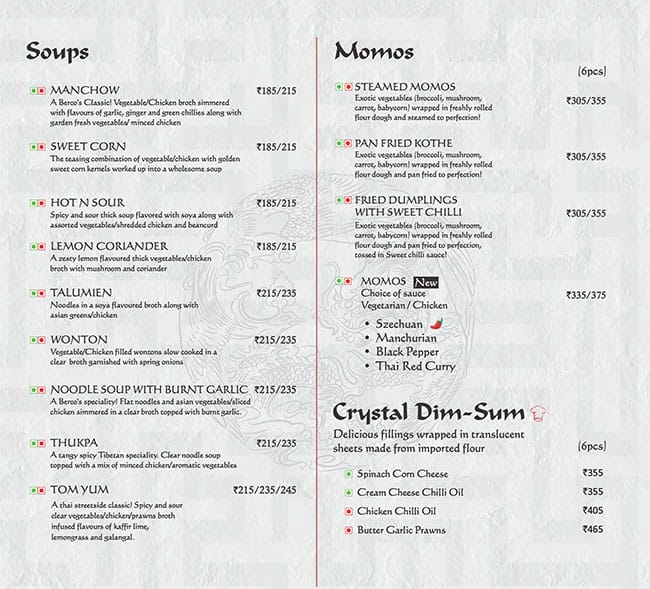 Soups
MANCHOW ₹185/215
A Berco's Classic! Vegetable/Chicken broth simmered
with flavours of garlic, ginger and green chillies along with
garden fresh vegetables/ minced chicken
SWEET CORN ₹185/215
The teasing combination of vegetable/chicken with golden
sweet corn kernels worked up into a wholesome soup
HOT N SOUR ₹185/215
Spicy and sour thick soup flavored with soya along with
assorted vegetables/shredded chicken and beancurd
LEMON CORIANDER ₹185/215
A zesty lemon flavoured thick vegetable/chicken
broth with mushroom and coriander
TALUMIEN ₹215/235
Noodles in a soya flavoured broth along with
asian greens/chicken
WONTON ₹215/235
Vegetable/Chicken filled wontons slow cooked in a
clear broth garnished with spring onions
NOODLE SOUP WITH BURNT GARLIC ₹215/235
A Berco's speciality! Flat noodles and asian vegetables/sliced
chicken simmered in a clear broth topped with burnt garlic.
THUKPA ₹215/235
A tangy spicy Tibetan speciality. Clear noodle soup
topped with a mix of minced chicken/aromatic vegetables
TOM YUM ₹215/235/245
A thai streetside classic! Spicy and sour
clear vegetables/chicken/prawns broth
infused flavours of kaffir lime,
lemongrass and galangal.
Momos
(6pcs)
STEAMED MOMOS
Exotic vegetables (broccoli, mushroom,
carrot, babycorn) wrapped in freshly rolled ₹305/355
flour dough and steamed to perfection!
PAN FRIED KOTHE
Exotic vegetables (broccoli, mushroom,
carrot, babycorn) wrapped in freshly rolled ₹305/355
flour dough and pan fried to perfection!
FRIED DUMPLINGS
WITH SWEET CHILLI ₹305/355
Exotic vegetables (broccoli, mushroom,
carrot, babycorn) wrapped in freshly rolled
flour dough and pan fried to perfection,
tossed in Sweet chilli sauce!
MOMOS New
Choice of sauce ₹335/375
Vegetarian / Chicken
• Szechuan
• Manchurian
• Black Pepper
• Thai Red Curry
Crystal Dim-Sum
Delicious fillings wrapped in translucent
sheets made from imported flour (6pcs)
Spinach Corn Cheese ₹355
Cream Cheese Chilli Oil ₹355
Chicken Chilli Oil ₹405
Butter Garlic Prawns ₹465